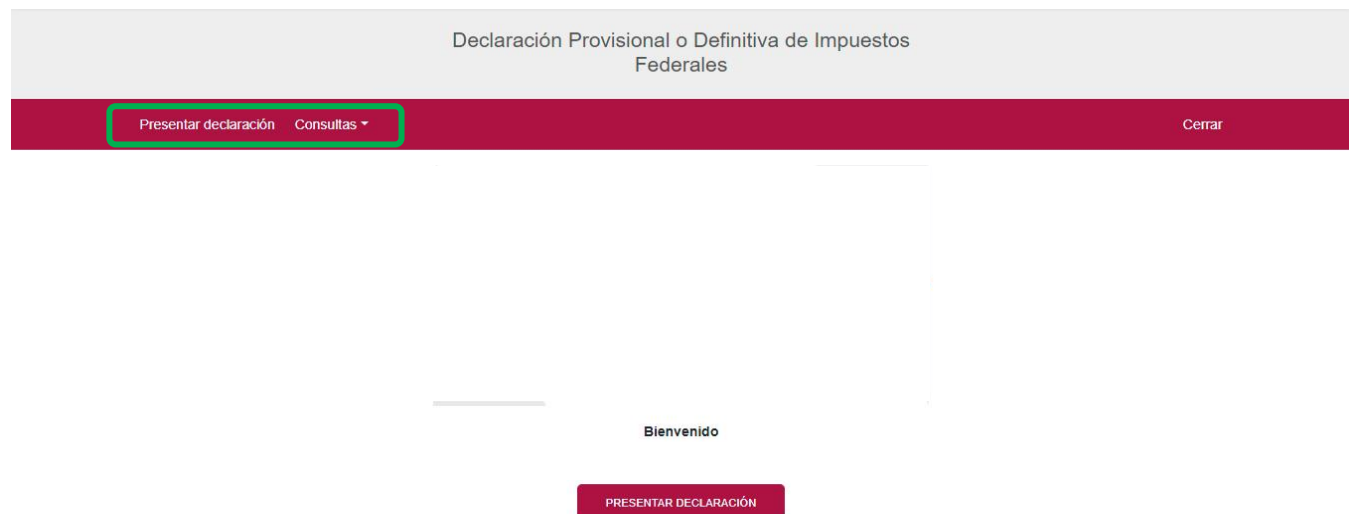 Declaración Provisional o Definitiva de Impuestos
Federales
Presentar declaración Consultas Cerrar
Bienvenido
PRESENTAR DECLARACIÓN